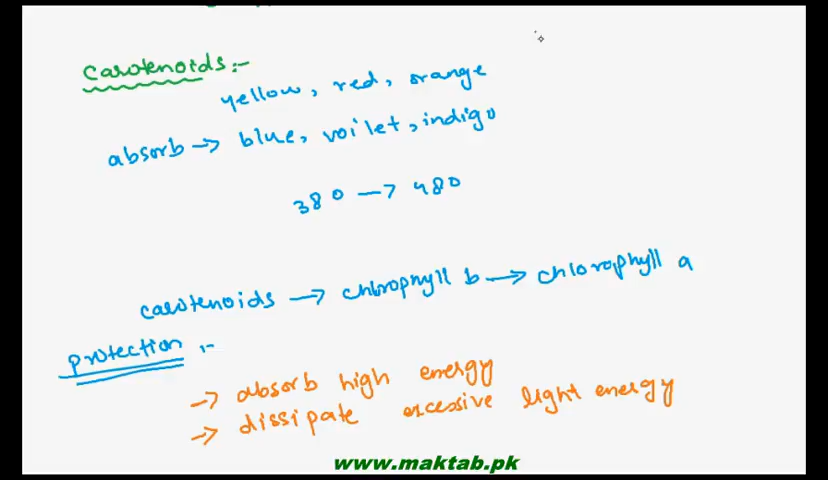 Carotenoids :-
yellow, red, orange
absorb → blue, voilet, indigo
380 → 480
carotenoids → chlorophyll b → chlorophyll a
protection :-
→ absorb high energy
→ dissipate excessive light energy
www.maktab.pk